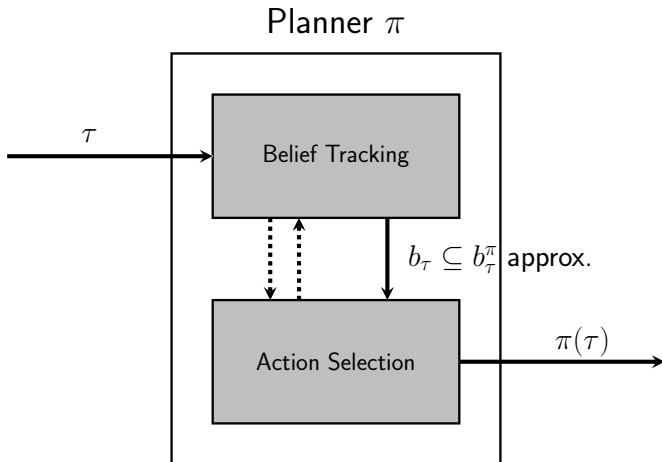 Planner π
τ
Belief Tracking
b_τ ⊆ b_τ^π approx.
π(τ)
Action Selection